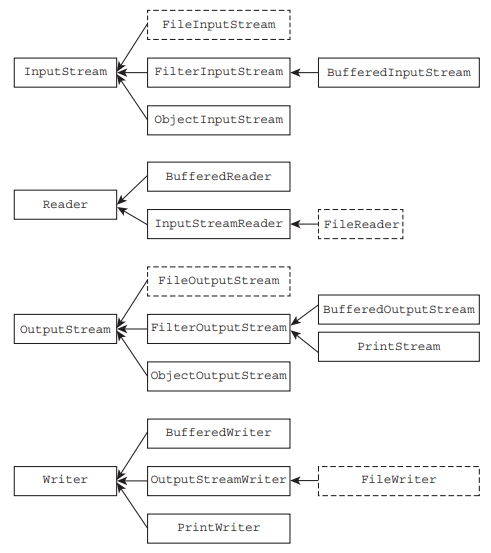 FileInputStream
InputStream
FilterInputStream
BufferedInputStream
ObjectInputStream
BufferedReader
Reader
InputStreamReader
FileReader
FileOutputStream
OutputStream
FilterOutputStream
BufferedOutputStream
PrintStream
ObjectOutputStream
BufferedWriter
Writer
OutputStreamWriter
FileWriter
PrintWriter